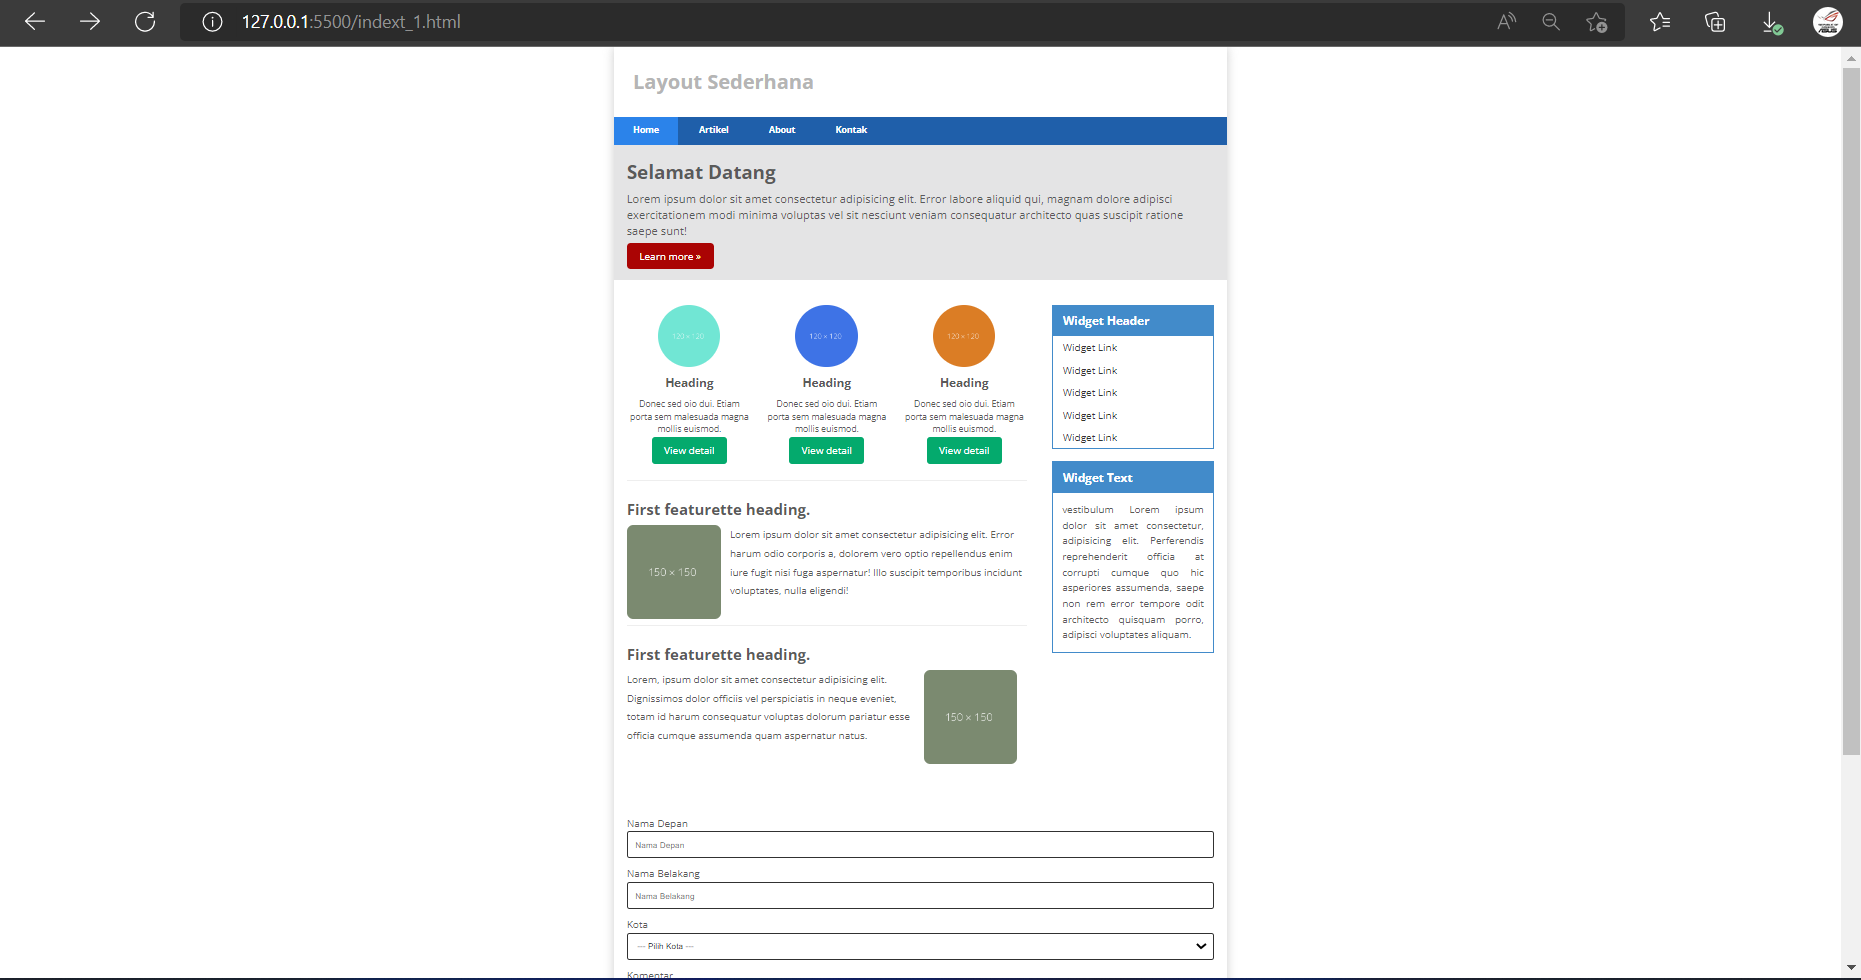 127.0.0.1:5500/indext_1.html
Layout Sederhana
Home Artikel About Kontak
Selamat Datang
Lorem ipsum dolor sit amet consectetur adipisicing elit. Error labore aliquid qui, magnam dolore adipisci
exercitationem modi minima voluptas vel sit nesciunt veniam consequatur architecto quas suscipit ratione
saepe sunt!
Learn more »
120 × 120
Heading
Donec sed oio dui. Etiam
porta sem malesuada magna
mollis euismod.
View detail
120 × 120
Heading
Donec sed oio dui. Etiam
porta sem malesuada magna
mollis euismod.
View detail
120 × 120
Heading
Donec sed oio dui. Etiam
porta sem malesuada magna
mollis euismod.
View detail
First featurette heading.
150 × 150
Lorem ipsum dolor sit amet consectetur adipisicing elit. Error
harum odio corporis a, dolorem vero optio repellendus enim
iure fugit nisi fuga aspernatur! Illo suscipit temporibus incidunt
voluptates, nulla eligendi!
First featurette heading.
Lorem, ipsum dolor sit amet consectetur adipisicing elit.
Dignissimos dolor officiis vel perspiciatis in neque eveniet,
totam id harum consequatur voluptas dolorum pariatur esse
officia cumque assumenda quam aspernatur natus.
150 × 150
Widget Header
Widget Link
Widget Link
Widget Link
Widget Link
Widget Link
Widget Text
vestibulum Lorem ipsum
dolor sit amet consectetur,
adipisicing elit. Perferendis
reprehenderit officia at
corrupti cumque quo hic
asperiores assumenda, saepe
non rem error tempore odit
architecto quisquam porro,
adipisci voluptates aliquam.
Nama Depan
Nama Depan
Nama Belakang
Nama Belakang
Kota
--- Pilih Kota ---
Komentar